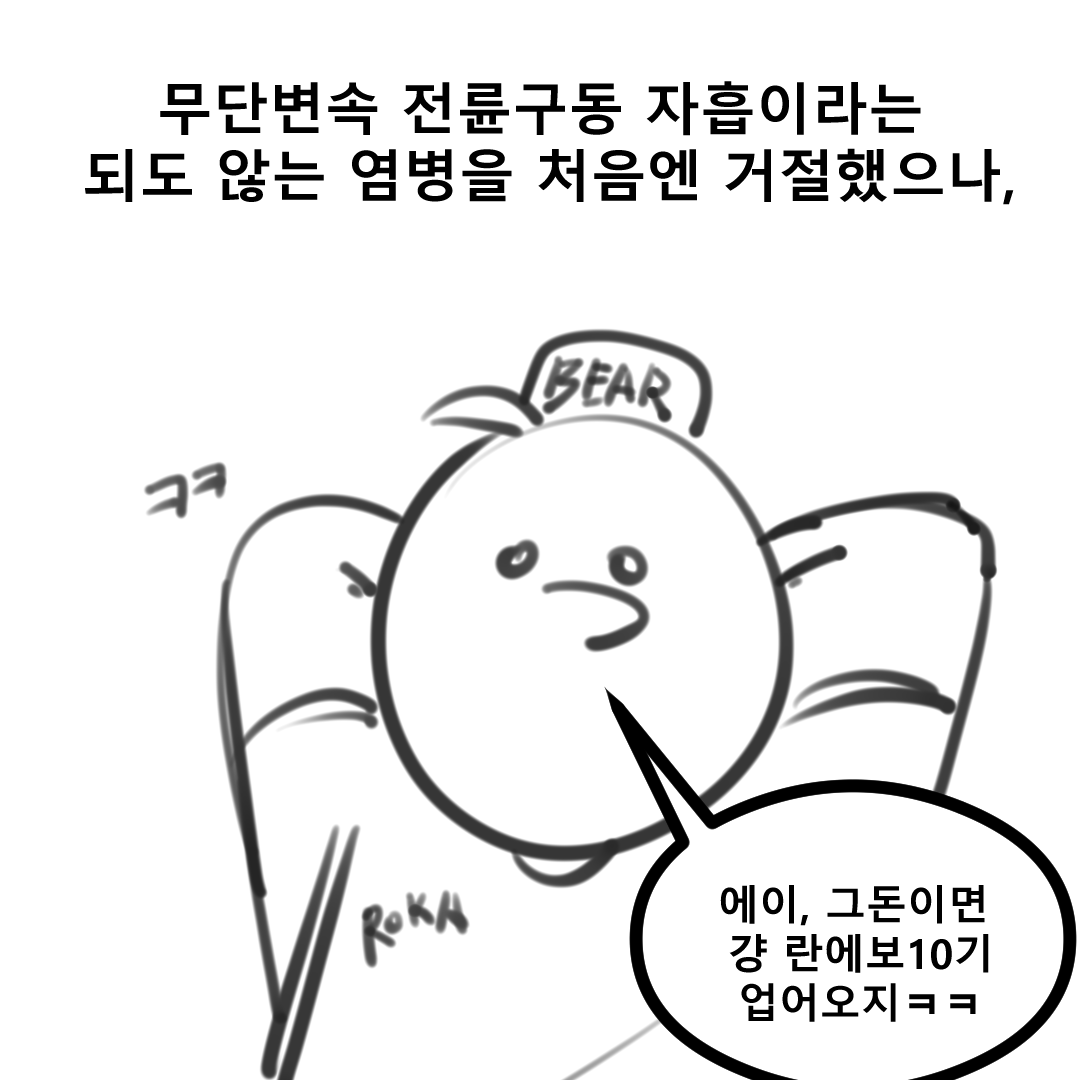 무단변속 전륜구동 자흡이라는
되도 않는 염병을 처음엔 거절했으나,
BEAR
ㅋㅋ
ROKA
에이, 그돈이면
걍 란에보10기
업어오지ㅋㅋ